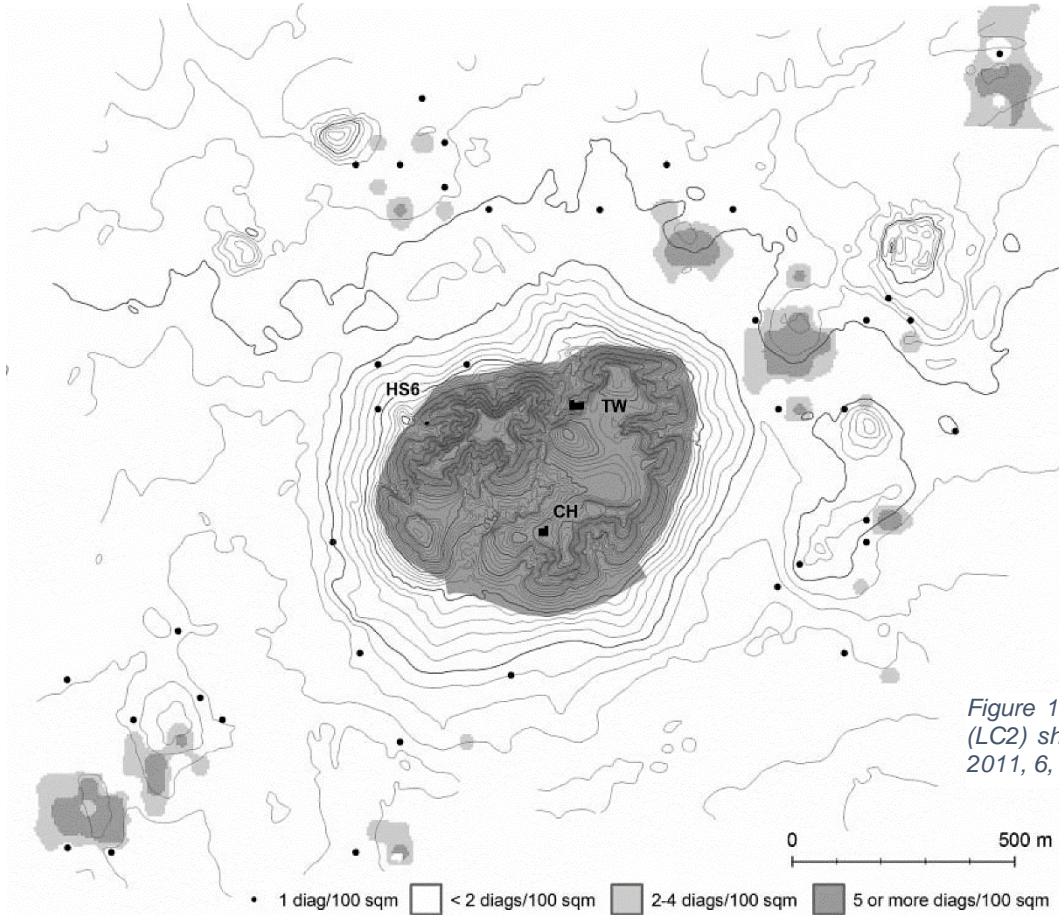 HS6
TW
CH
Figure 1
(LC2) sh
2011, 6,
0 500 m
1 diag/100 sqm < 2 diags/100 sqm 2-4 diags/100 sqm 5 or more diags/100 sqm